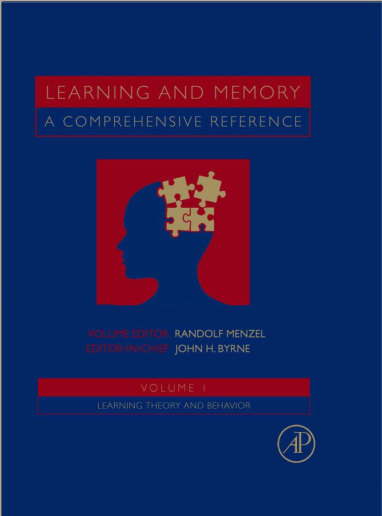 LEARNING AND MEMORY
A COMPREHENSIVE REFERENCE
VOLUME EDITOR RANDOLF MENZEL
EDITOR-IN-CHIEF JOHN H. BYRNE
VOLUME I
LEARNING THEORY AND BEHAVIOR
AP